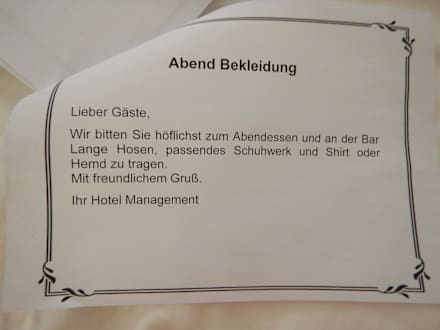 Abend Bekleidung
Lieber Gäste,
Wir bitten Sie höflichst zum Abendessen und an der Bar
Lange Hosen, passendes Schuhwerk und Shirt oder
Hemd zu tragen.
Mit freundlichem Gruß.
Ihr Hotel Management